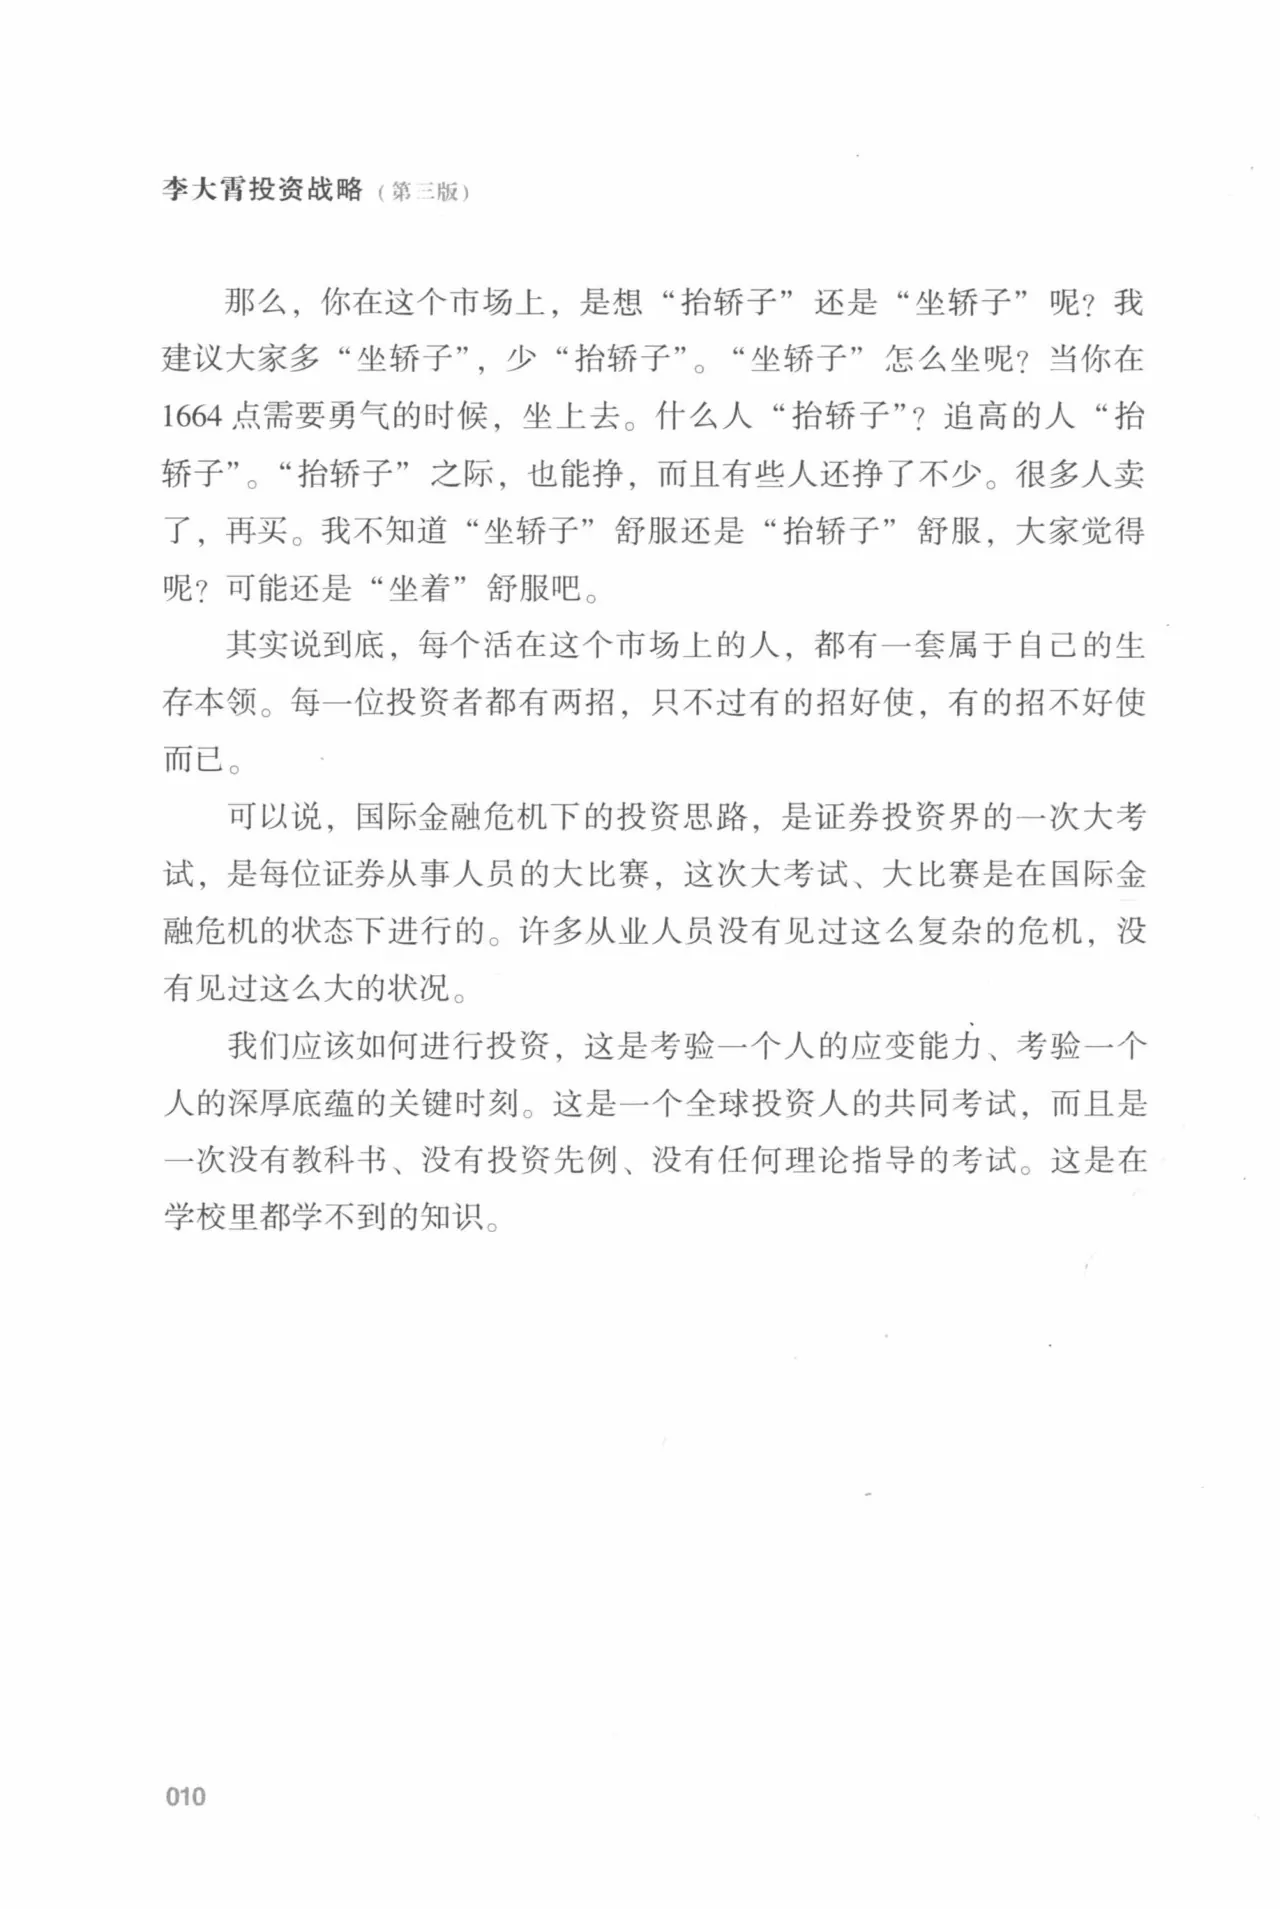 李大霄投资战略（第三版）
那么，你在这个市场上，是想“抬轿子”还是“坐轿子”呢？我
建议大家多“坐轿子”，少“抬轿子”。“坐轿子”怎么坐呢？当你在
1664点需要勇气的时候，坐上去。什么人“抬轿子”？追高的人“抬
轿子”。“抬轿子”之际，也能挣，而且有些人还挣了不少。很多人卖
了，再买。我不知道“坐轿子”舒服还是“抬轿子”舒服，大家觉得
呢？可能还是“坐着”舒服吧。
其实说到底，每个活在这个市场上的人，都有一套属于自己的生
存本领。每一位投资者都有两招，只不过有的招好使，有的招不好使
而已。
可以说，国际金融危机下的投资思路，是证券投资界的一次大考
试，是每位证券从事人员的大比赛，这次大考试、大比赛是在国际金
融危机的状态下进行的。许多从业人员没有见过这么复杂的危机，没
有见过这么大的状况。
我们应该如何进行投资，这是考验一个人的应变能力、考验一个
人的深厚底蕴的关键时刻。这是一个全球投资人的共同考试，而且是
一次没有教科书、没有投资先例、没有任何理论指导的考试。这是在
学校里都学不到的知识。
010